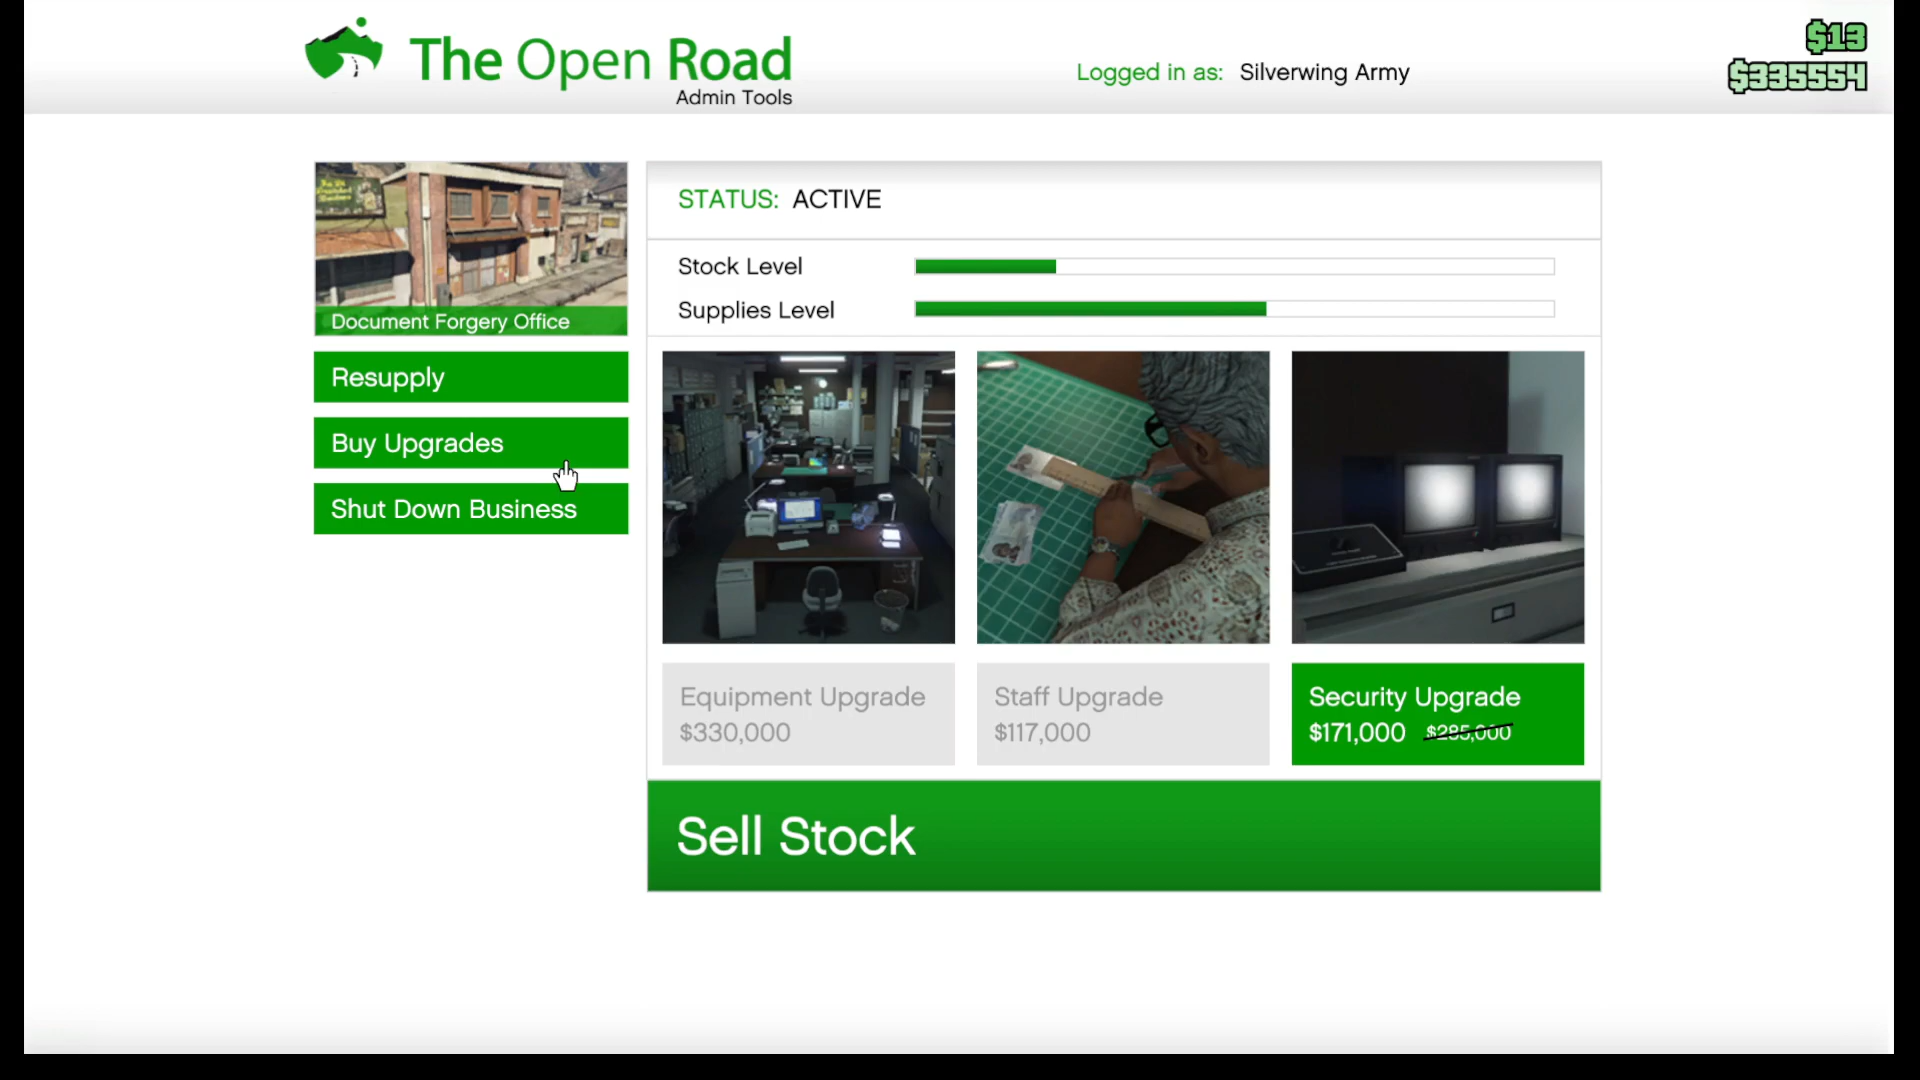 The Open Road
Admin Tools
Logged in as: Silverwing Army
$13
$335554
Document Forgery Office
Resupply
Buy Upgrades
Shut Down Business
STATUS: ACTIVE
Stock Level
Supplies Level
Equipment Upgrade
$330,000
Staff Upgrade
$117,000
Security Upgrade
$171,000 $285,000
Sell Stock